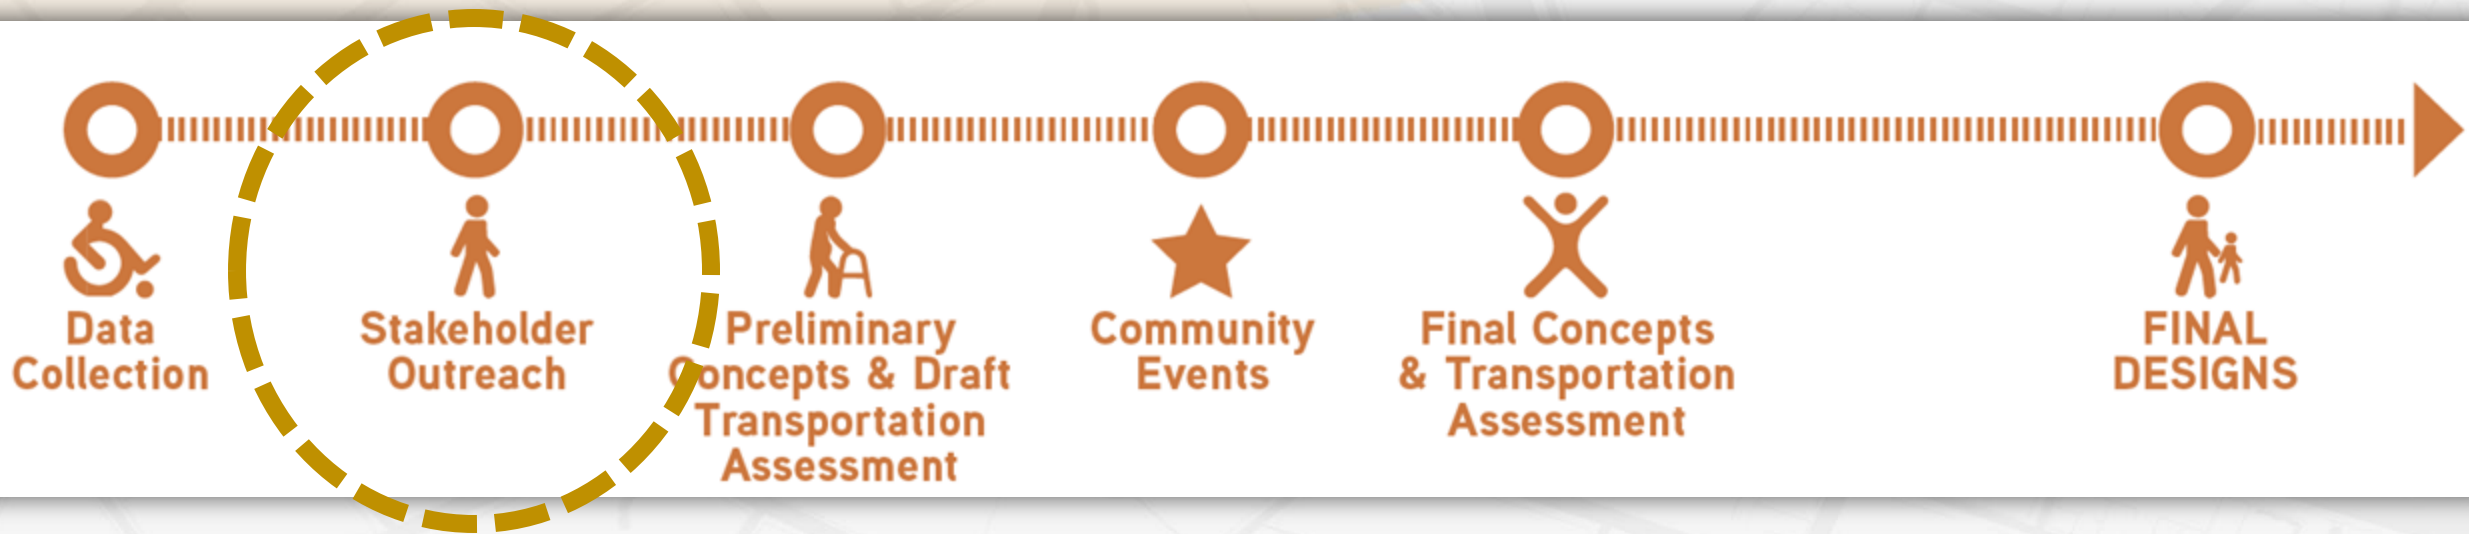 Data
Collection
Stakeholder
Outreach
Preliminary
Concepts & Draft
Transportation
Assessment
Community
Events
Final Concepts
& Transportation
Assessment
FINAL
DESIGNS